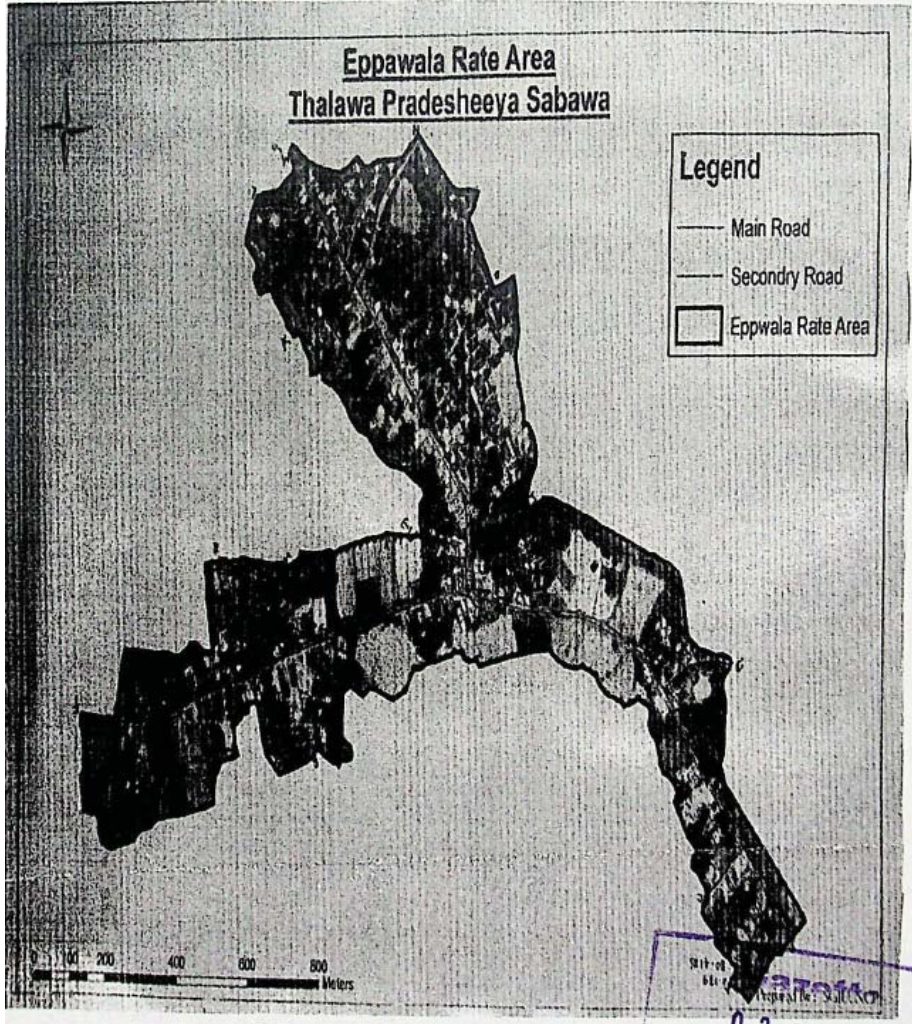 Eppawala Rate Area
Thalawa Pradesheeya Sabawa
Legend
Main Road
Secondry Road
Eppwala Rate Area
0 100 200 400 600 800
Meters